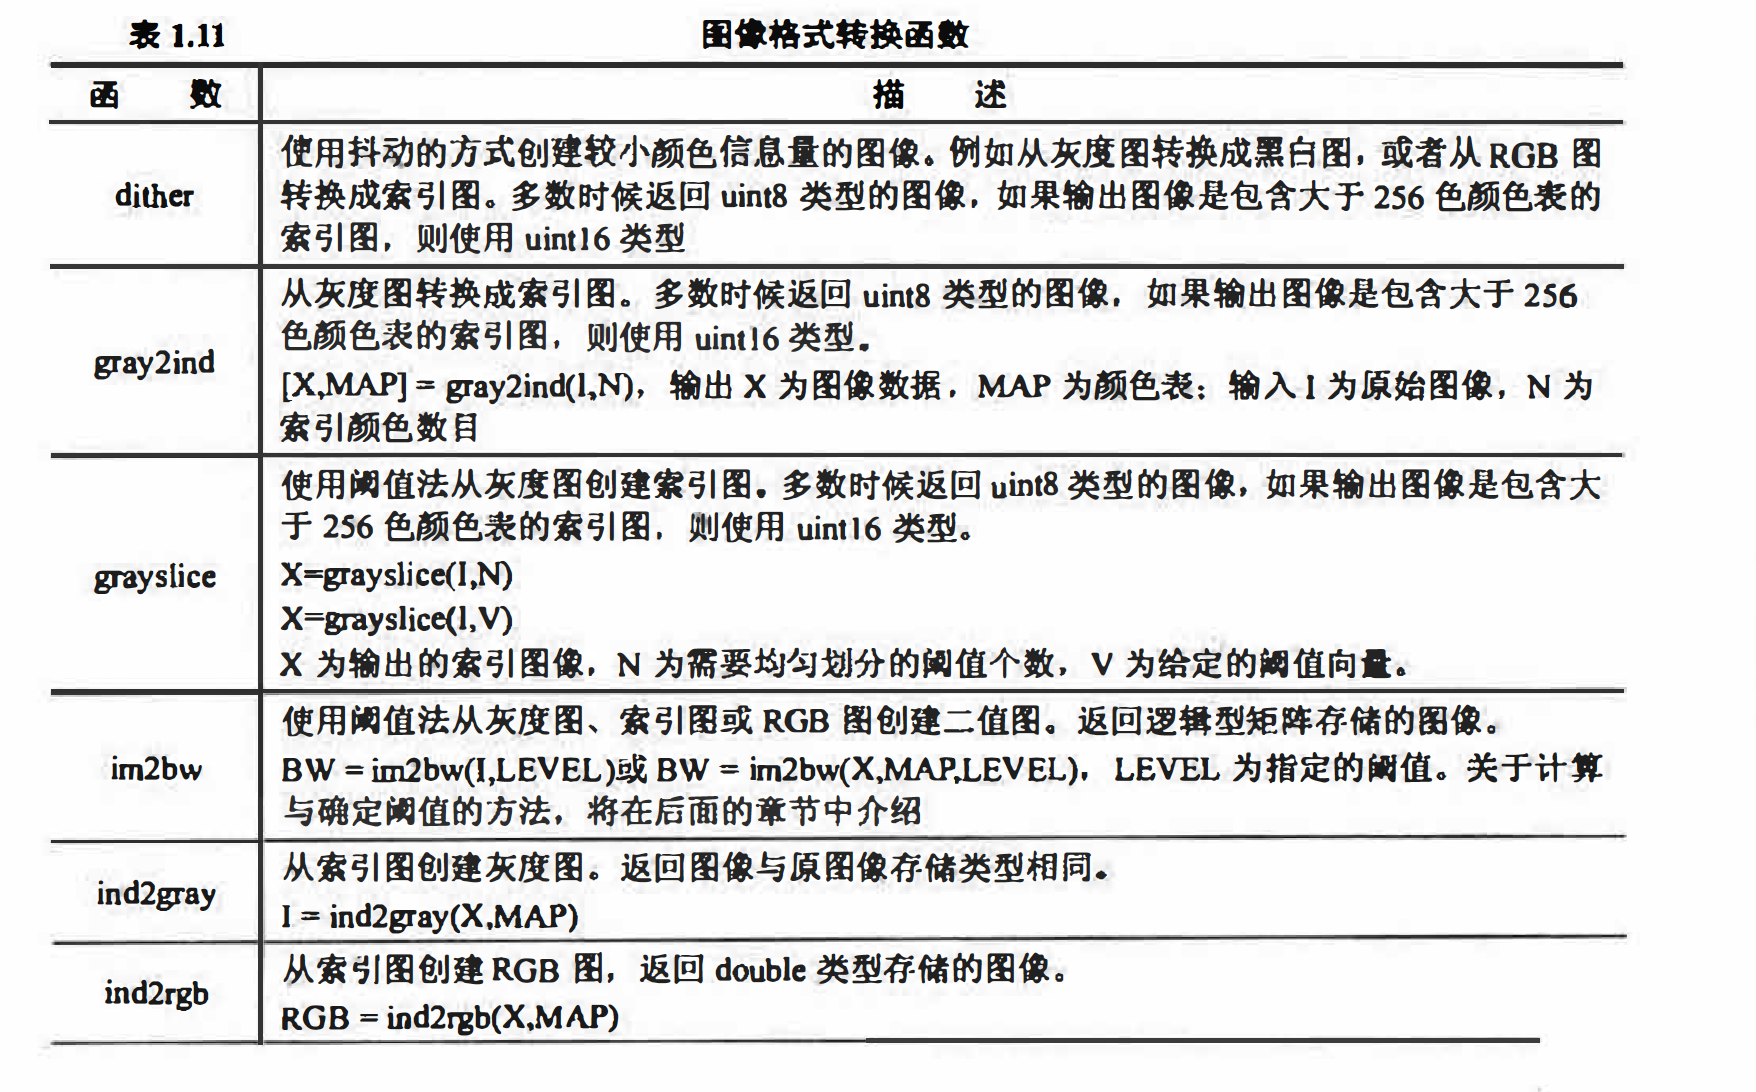 表 1.11 图像格式转换函数
函 数 描 述
使用抖动的方式创建较小颜色信息量的图像。例如从灰度图转换成黑白图，或者从 RGB 图
dither
转换成索引图。多数时候返回 uint8 类型的图像，如果输出图像是包含大于 256 色颜色表的
索引图，则使用 uint16 类型
从灰度图转换成索引图。多数时候返回 uint8 类型的图像，如果输出图像是包含大于 256
色颜色表的索引图，则使用 uint16 类型。
gray2ind
[X,MAP] = gray2ind(I,N)，输出 X 为图像数据，MAP 为颜色表；输入 I 为原始图像，N 为
索引颜色数目
使用阈值法从灰度图创建索引图。多数时候返回 uint8 类型的图像，如果输出图像是包含大
于 256 色颜色表的索引图，则使用 uint16 类型。
grayslice
X=grayslice(I,N)
X=grayslice(I,V)
X 为输出的索引图像，N 为需要均匀划分的阈值个数，V 为给定的阈值向量。
使用阈值法从灰度图、索引图或 RGB 图创建二值图。返回逻辑型矩阵存储的图像。
im2bw
BW = im2bw(I,LEVEL)或 BW = im2bw(X,MAP,LEVEL)，LEVEL 为指定的阈值。关于计算
与确定阈值的方法，将在后面的章节中介绍
从索引图创建灰度图。返回图像与原图像存储类型相同。
ind2gray
I = ind2gray(X,MAP)
从索引图创建 RGB 图，返回 double 类型存储的图像。
ind2rgb
RGB = ind2rgb(X,MAP)